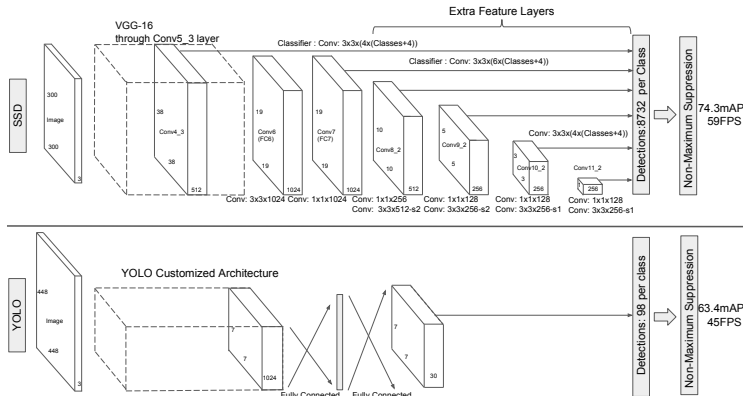 VGG-16
through Conv5_3 layer
Extra Feature Layers
Classifier : Conv: 3x3x(4x(Classes+4))
Classifier : Conv: 3x3x(6x(Classes+4))
Conv: 3x3x(4x(Classes+4))
SSD
300
Image
300
3
38
Conv4_3
38
512
19
Conv6
(FC6)
19
1024
19
Conv7
(FC7)
19
1024
10
Conv8_2
10
512
5
Conv9_2
5
256
3
Conv10_2
3
256
Conv11_2
1
256
Conv: 3x3x1024
Conv: 1x1x1024
Conv: 1x1x256
Conv: 3x3x512-s2
Conv: 1x1x128
Conv: 3x3x256-s2
Conv: 1x1x128
Conv: 3x3x256-s1
Conv: 1x1x128
Conv: 3x3x256-s1
Detections:8732 per Class
Non-Maximum Suppression
74.3mAP
59FPS
YOLO
448
Image
448
3
YOLO Customized Architecture
7
7
1024
Fully Connected
Fully Connected
7
7
30
Detections: 98 per class
Non-Maximum Suppression
63.4mAP
45FPS